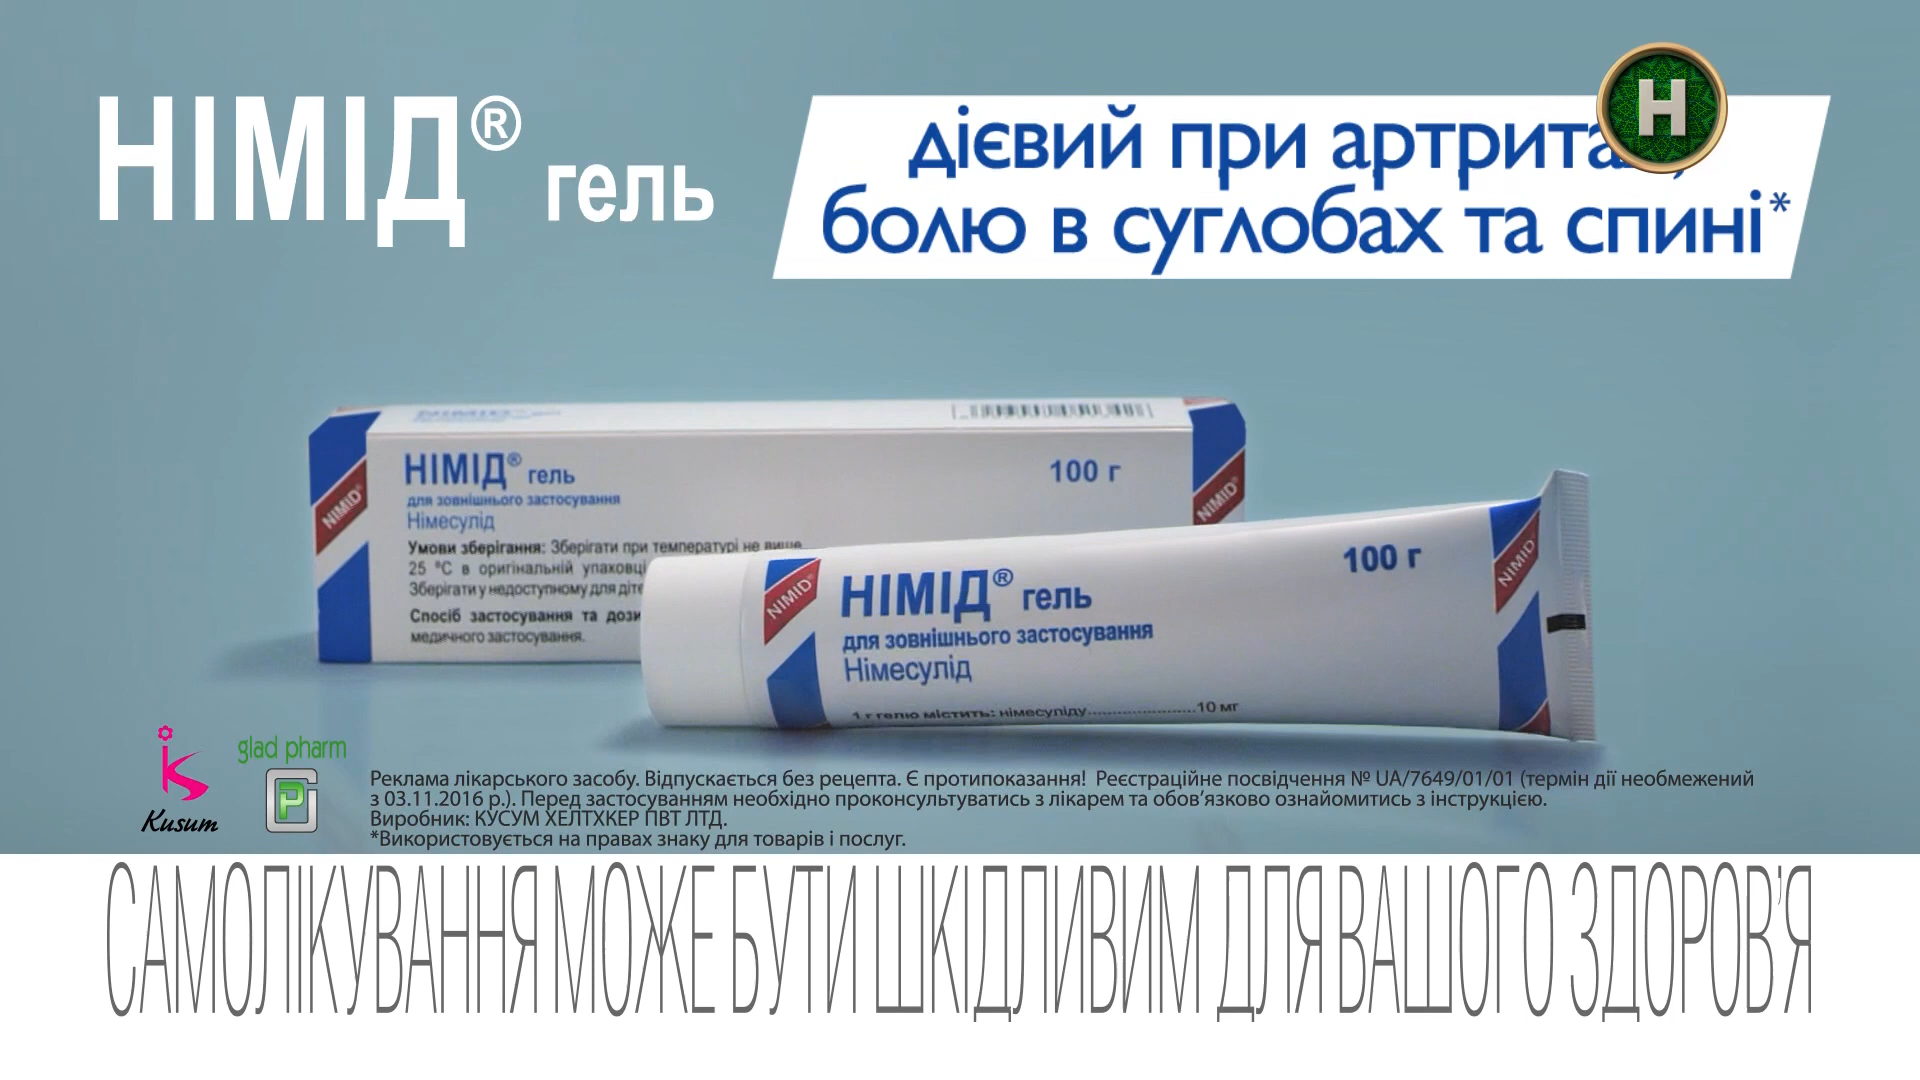 НІМІД® гель
дієвий при артрита
болю в суглобах та спині*
Н
НІМІД® гель
100 г
для зовнішнього застосування
Німесулід
NIMID®
NIMID®
Умови зберігання: Зберігати при температурі не вище
25 °C в оригінальній упаковці
Зберігати у недоступному для діте
Спосіб застосування та дози
медичного застосування.
NIMID®
НІМІД® гель
100 г
для зовнішнього застосування
Німесулід
1 г гелю містить: німесуліду......................10 мг
NIMID®
Kusum
glad pharm
GP
Реклама лікарського засобу. Відпускається без рецепта. Є протипоказання! Реєстраційне посвідчення № UA/7649/01/01 (термін дії необмежений
з 03.11.2016 р.). Перед застосуванням необхідно проконсультуватись з лікарем та обов'язково ознайомитись з інструкцією.
Виробник: КУСУМ ХЕЛТХКЕР ПВТ ЛТД.
*Використовується на правах знаку для товарів і послуг.
САМОЛІКУВАННЯ МОЖЕ БУТИ ШКІДЛИВИМ ДЛЯ ВАШОГО ЗДОРОВ'Я